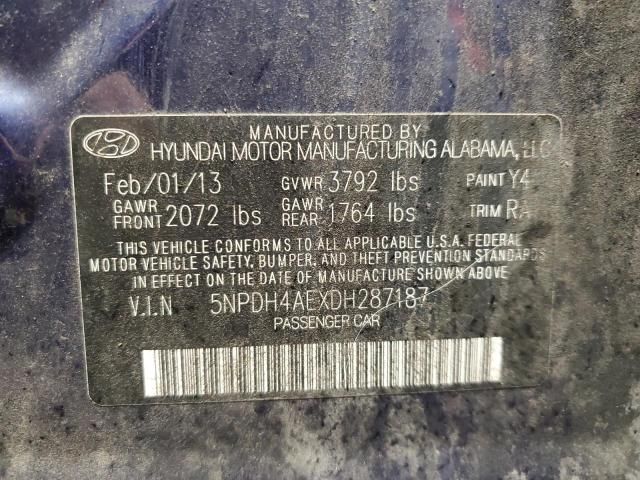 MANUFACTURED BY
HYUNDAI MOTOR MANUFACTURING ALABAMA, LLC
Feb/01/13 GVWR 3792 lbs PAINT Y4
GAWR FRONT 2072 lbs GAWR REAR 1764 lbs TRIM RA
THIS VEHICLE CONFORMS TO ALL APPLICABLE U.S.A. FEDERAL
MOTOR VEHICLE SAFETY, BUMPER, AND THEFT PREVENTION STANDARDS
IN EFFECT ON THE DATE OF MANUFACTURE SHOWN ABOVE
V.I.N 5NPDH4AEXDH287187
PASSENGER CAR